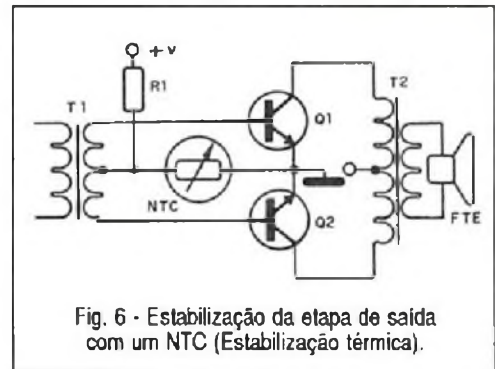 +v
R1
T1
T2
Q1
NTC
Q2
FTE
Fig. 6 - Estabilização da etapa de saída
com um NTC (Estabilização térmica).